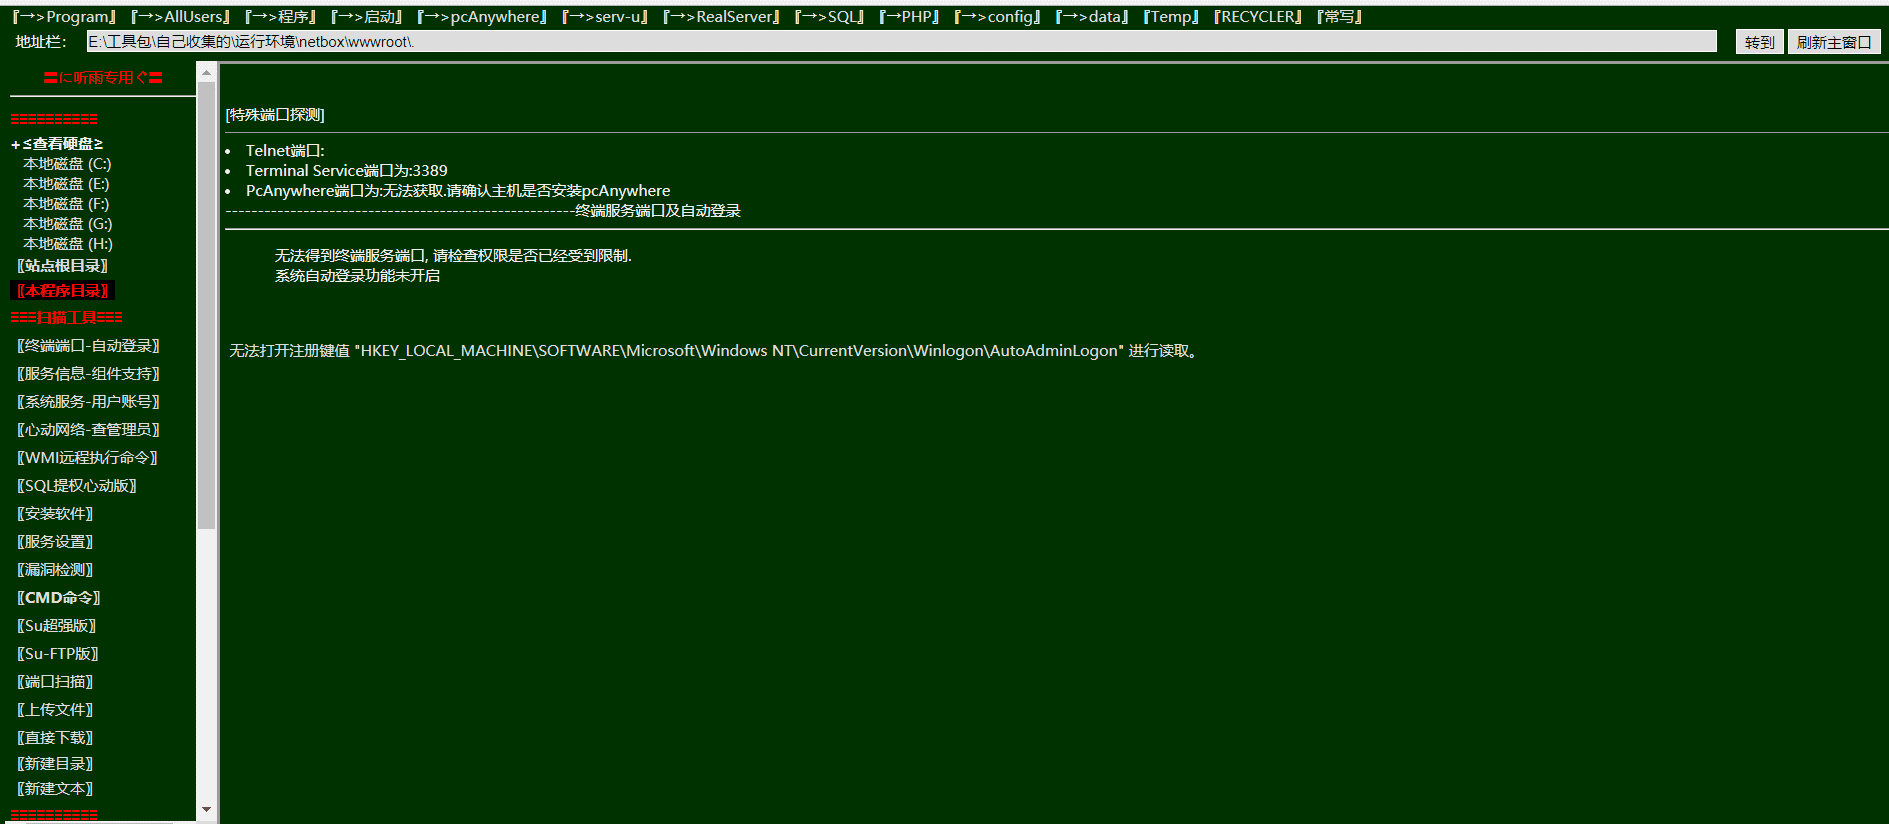 『→>Program』 『→>AllUsers』 『→>程序』 『→>启动』 『→>pcAnywhere』 『→>serv-u』 『→>RealServer』 『→>SQL』 『→PHP』 『→>config』 『→>data』 『Temp』 『RECYCLER』 『常写』
地址栏: E:\工具包\自己收集的\运行环境\netbox\wwwroot\. 转到 刷新主窗口
〓に听雨专用ぐ〓
==========
+≤查看硬盘≥
本地磁盘 (C:)
本地磁盘 (E:)
本地磁盘 (F:)
本地磁盘 (G:)
本地磁盘 (H:)
〖站点根目录〗
〖本程序目录〗
≡≡≡扫描工具≡≡≡
〖终端端口-自动登录〗
〖服务信息-组件支持〗
〖系统服务-用户账号〗
〖心动网络-查管理员〗
〖WMI远程执行命令〗
〖SQL提权心动版〗
〖安装软件〗
〖服务设置〗
〖漏洞检测〗
〖CMD命令〗
〖Su超强版〗
〖Su-FTP版〗
〖端口扫描〗
〖上传文件〗
〖直接下载〗
〖新建目录〗
〖新建文本〗
==========
[特殊端口探测]
• Telnet端口:
• Terminal Service端口为:3389
• PcAnywhere端口为:无法获取.请确认主机是否安装pcAnywhere
------------------------------------------------------终端服务端口及自动登录
无法得到终端服务端口, 请检查权限是否已经受到限制.
系统自动登录功能未开启
无法打开注册键值 "HKEY_LOCAL_MACHINE\SOFTWARE\Microsoft\Windows NT\CurrentVersion\Winlogon\AutoAdminLogon" 进行读取。